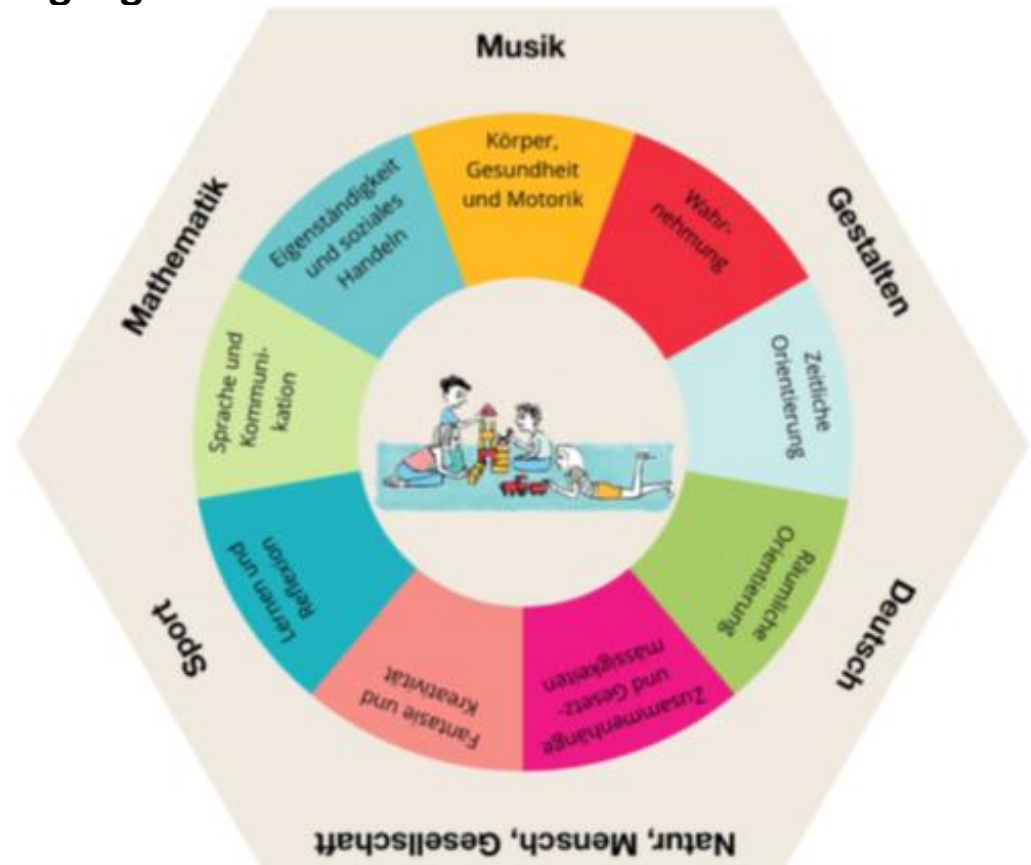 Musik
Gestalten
Deutsch
Natur, Mensch, Gesellschaft
Sport
Mathematik
Körper,
Gesundheit
und Motorik
Wahr-
nehmung
Zeitliche
Orientierung
Räumliche
Orientierung
Zusammenhänge
und Gesetz-
mässigkeiten
Fantasie und
Kreativität
Lernen und
Reflexion
Sprache und
Kommuni-
kation
Eigenständigkeit
und soziales
Handeln